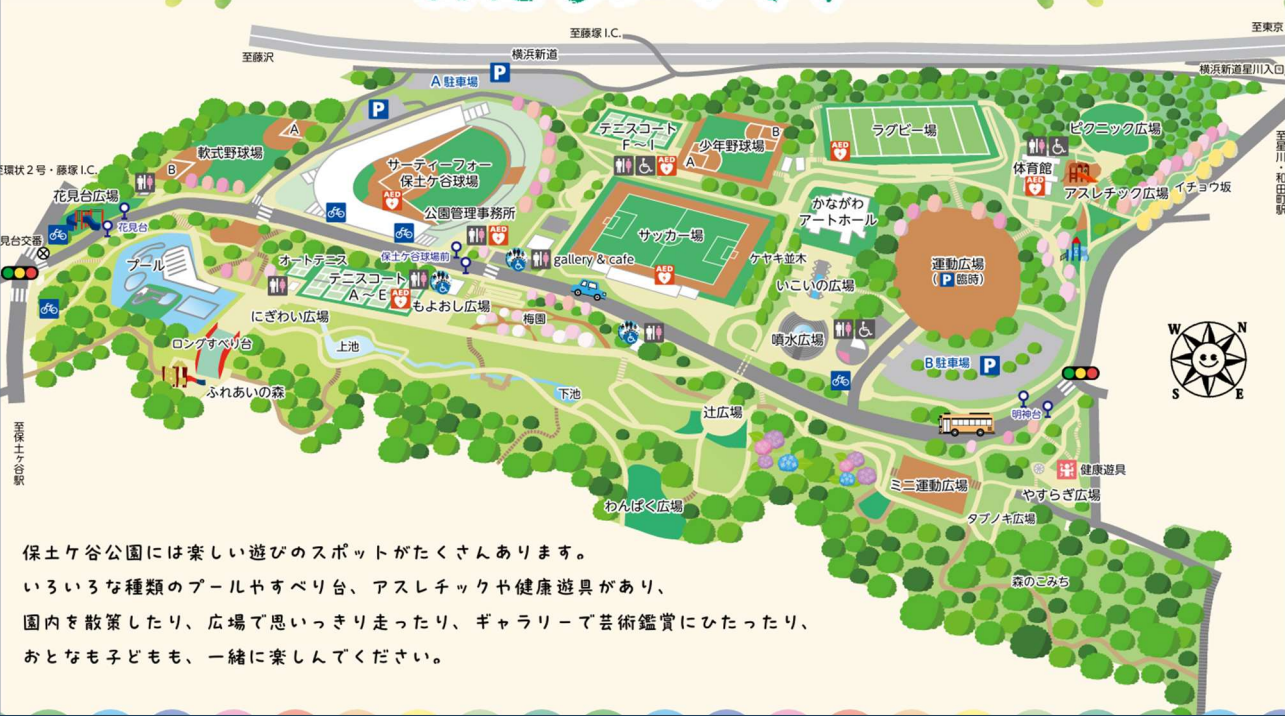 至藤塚 I.C.
至東京
至藤沢
横浜新道
横浜新道星川入口
P
A 駐車場
P
至環状２号・藤塚 I.C.
A
軟式野球場
B
花見台広場
花見台
見台交番
サーティーフォー
保土ケ谷球場
AED
公園管理事務所
AED
保土ケ谷球場前
テニスコート
F～I
AED
少年野球場
A
B
ラグビー場
AED
ピクニック広場
体育館
AED
アスレチック広場
イチョウ坂
至星川・和田町駅
かながわ
アートホール
サッカー場
AED
gallery & cafe
ケヤキ並木
いこいの広場
運動広場
(P 臨時)
プール
オートテニス
テニスコート
A～E
AED
もよおし広場
にぎわい広場
梅園
噴水広場
B 駐車場
P
W
N
S
E
ロングすべり台
上池
ふれあいの森
下池
辻広場
明神台
至保土ヶ谷駅
健康遊具
ミニ運動広場
やすらぎ広場
わんぱく広場
タブノキ広場
森のこみち
保土ケ谷公園には楽しい遊びのスポットがたくさんあります。
いろいろな種類のプールやすべり台、アスレチックや健康遊具があり、
園内を散策したり、広場で思いっきり走ったり、ギャラリーで芸術鑑賞にひたったり、
おとなも子どもも、一緒に楽しんでください。